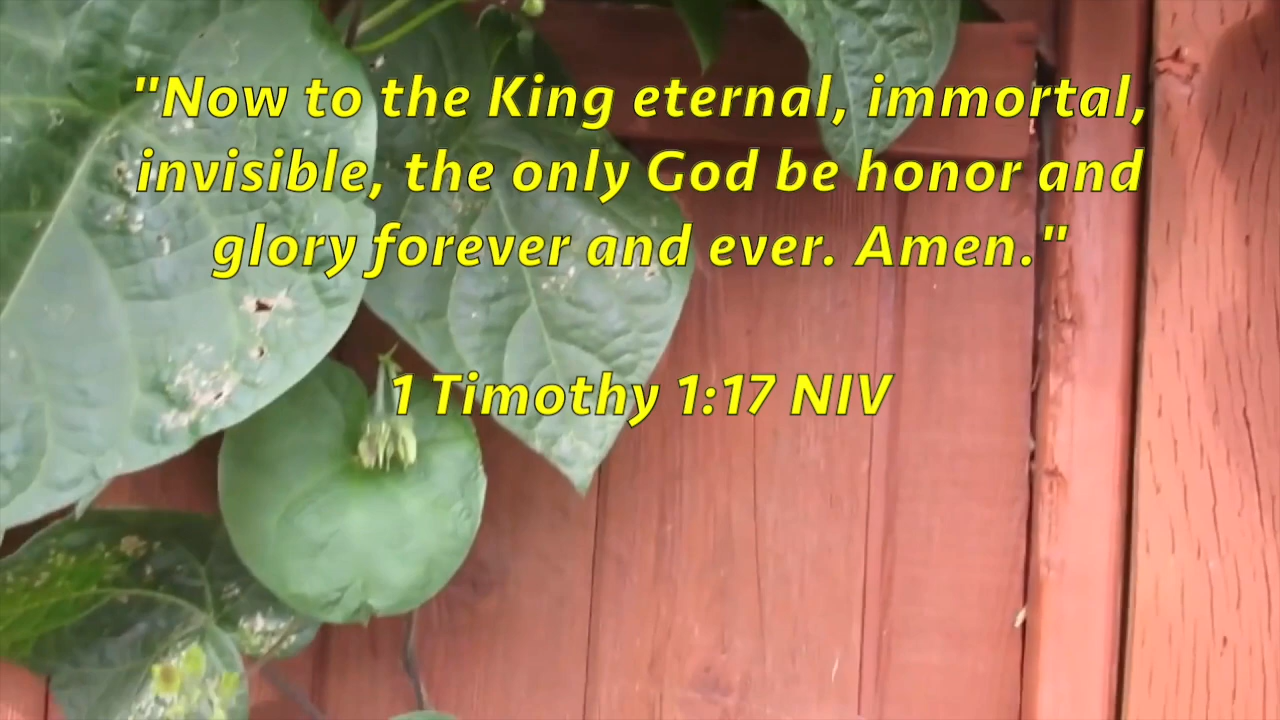 "Now to the King eternal, immortal,
invisible, the only God be honor and
glory forever and ever. Amen."
1 Timothy 1:17 NIV